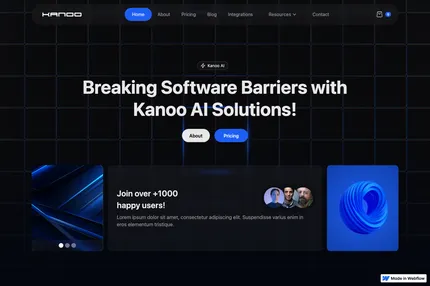 KANOO
Home About Pricing Blog Integrations Resources Contact 0
Kanoo AI
Breaking Software Barriers with
Kanoo AI Solutions!
About Pricing
Join over +1000
happy users!
Lorem ipsum dolor sit amet, consectetur adipiscing elit. Suspendisse varius enim in
eros elementum tristique.
Made in Webflow